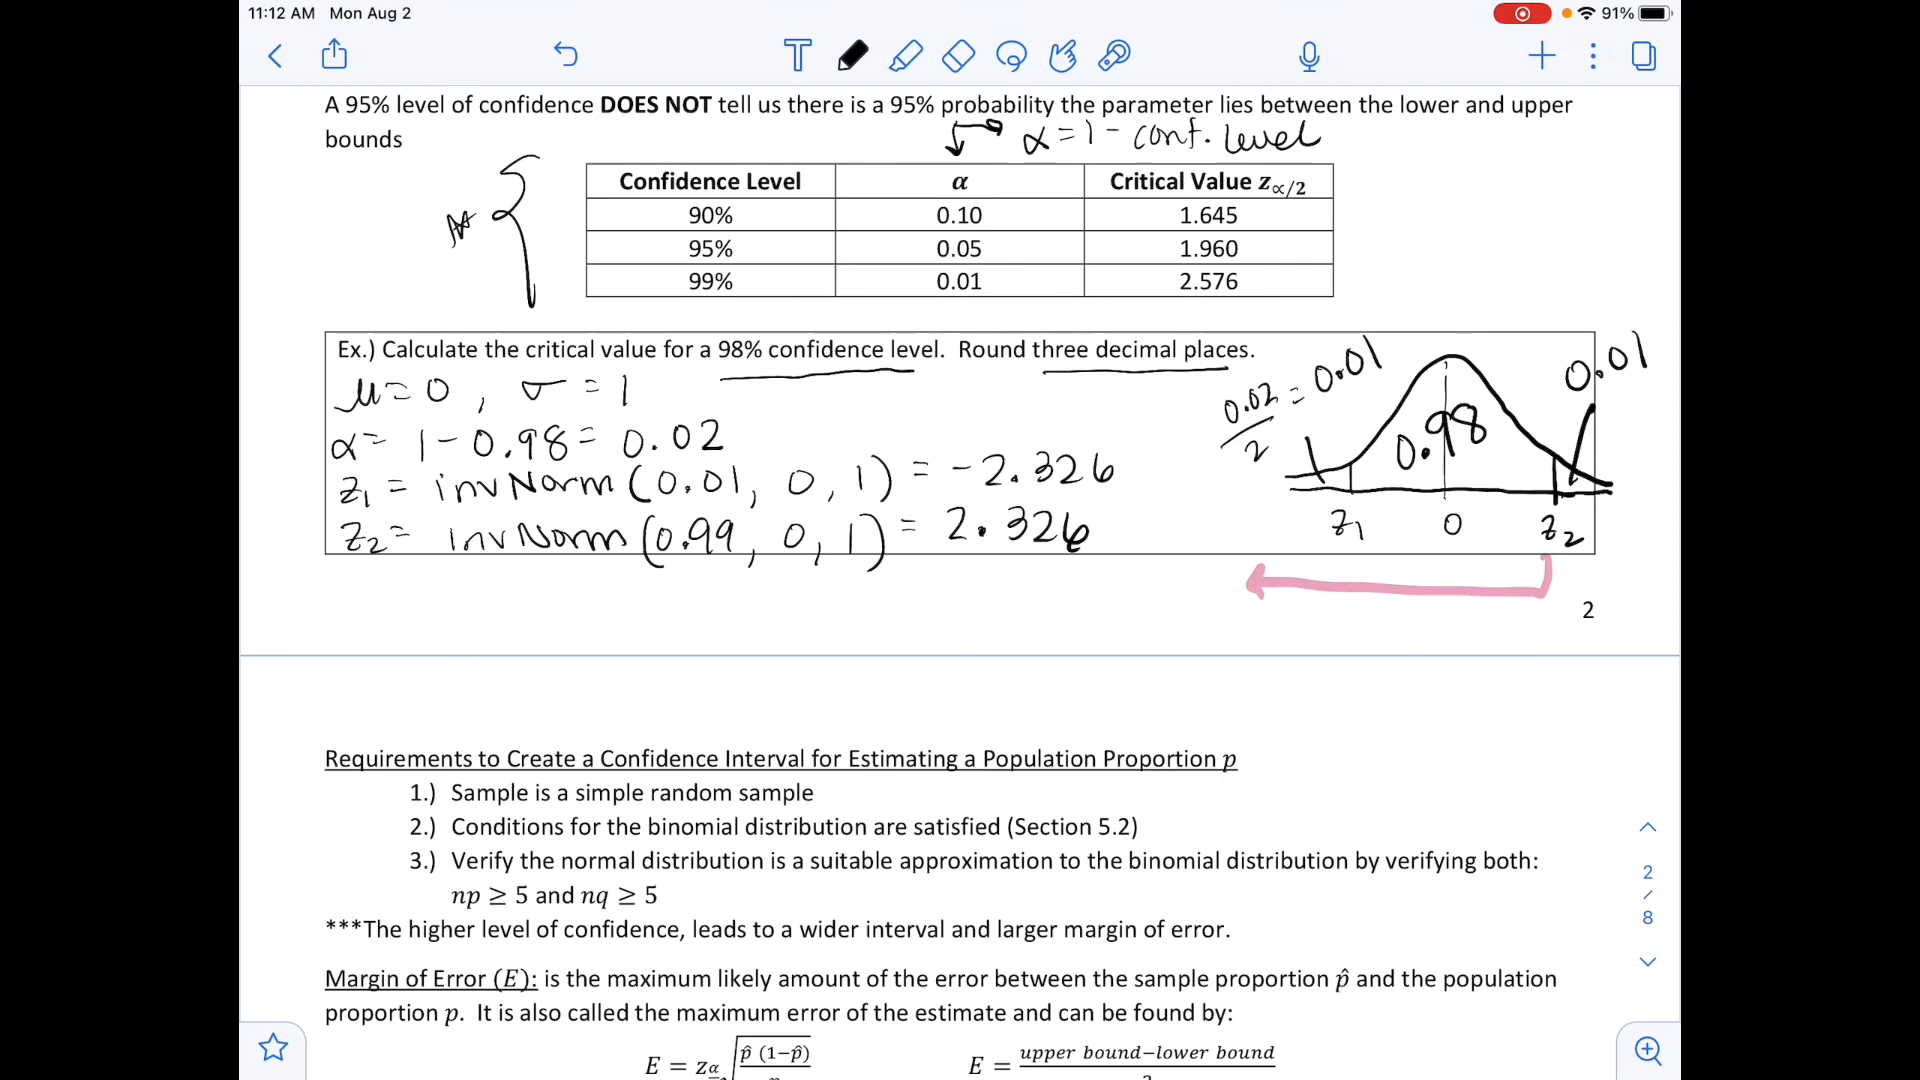 11:12 AM Mon Aug 2
91%
A 95% level of confidence DOES NOT tell us there is a 95% probability the parameter lies between the lower and upper
bounds
α = 1 - conf. level
Confidence Level α Critical Value z∝/2
90% 0.10 1.645
95% 0.05 1.960
99% 0.01 2.576
Ex.) Calculate the critical value for a 98% confidence level. Round three decimal places.
μ = 0, σ = 1
α = 1 - 0.98 = 0.02
z₁ = invNorm(0.01, 0, 1) = -2.326
z₂ = invNorm(0.99, 0, 1) = 2.326
0.02/2 = 0.01
0.98
0.01
z₁ 0 z₂
2
Requirements to Create a Confidence Interval for Estimating a Population Proportion p
1.) Sample is a simple random sample
2.) Conditions for the binomial distribution are satisfied (Section 5.2)
3.) Verify the normal distribution is a suitable approximation to the binomial distribution by verifying both:
np ≥ 5 and nq ≥ 5
***The higher level of confidence, leads to a wider interval and larger margin of error.
Margin of Error (E): is the maximum likely amount of the error between the sample proportion p̂ and the population
proportion p. It is also called the maximum error of the estimate and can be found by:
E = zα √p̂ (1−p̂) E = upper bound−lower bound
2
/
8